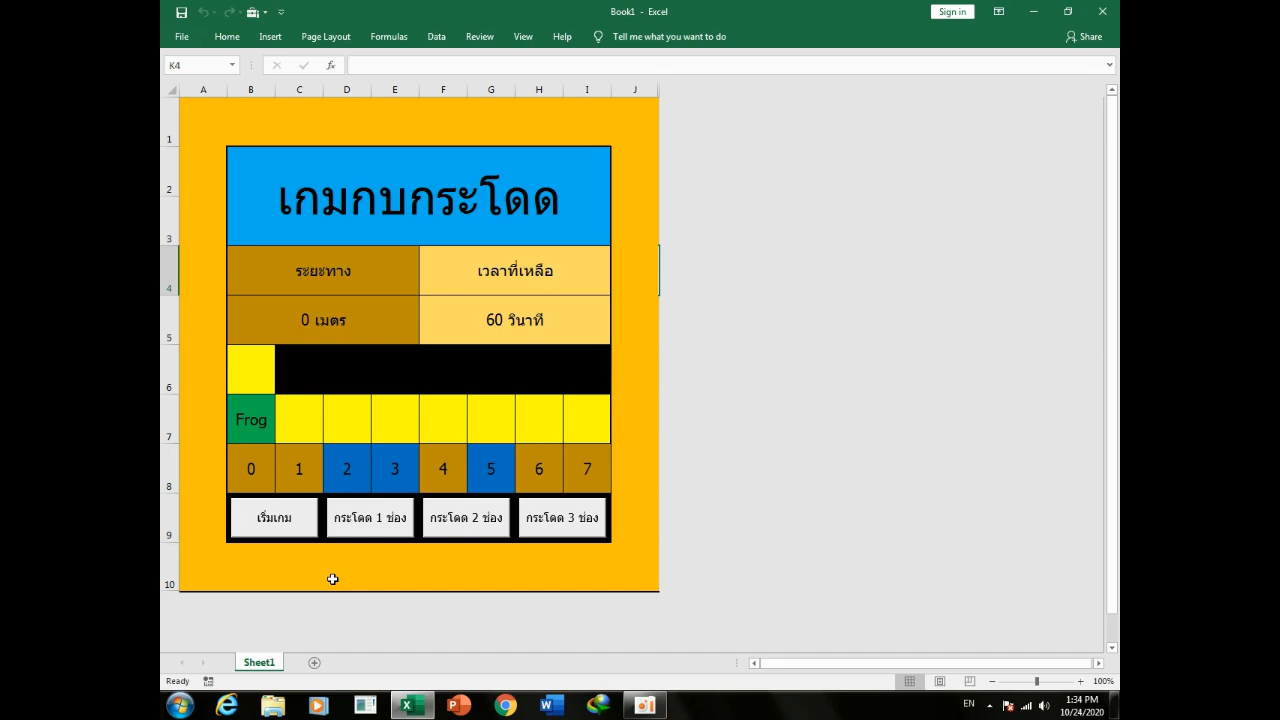 Book1 - Excel
Sign in
File Home Insert Page Layout Formulas Data Review View Help Tell me what you want to do Share
K4 fx
A B C D E F G H I J
1
2
3
4
5
6
7
8
9
10
เกมกบกระโดด
ระยะทาง เวลาที่เหลือ
0 เมตร 60 วินาที
Frog
0 1 2 3 4 5 6 7
เริ่มเกม กระโดด 1 ช่อง กระโดด 2 ช่อง กระโดด 3 ช่อง
Sheet1
Ready 100%
EN 1:34 PM
10/24/2020